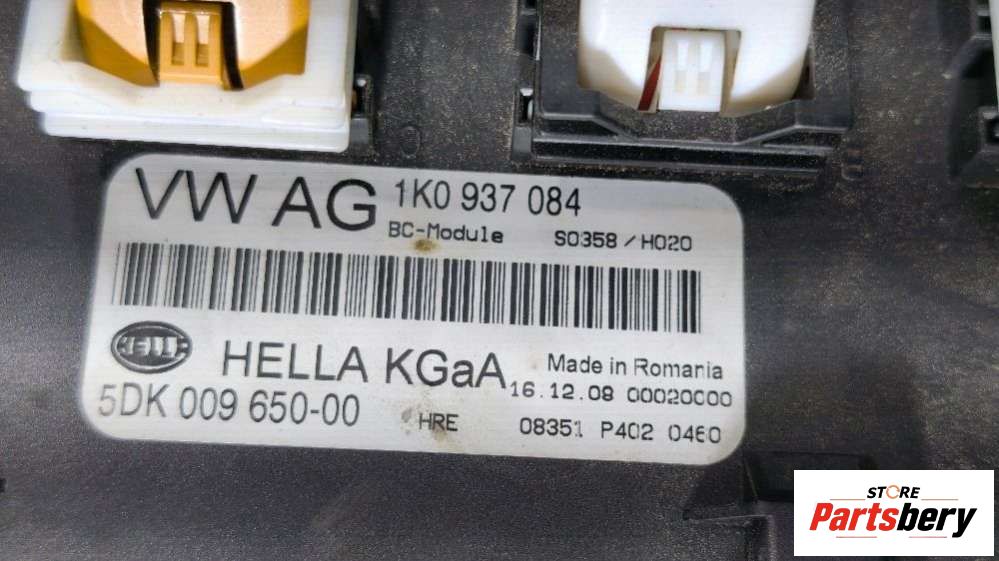 VW AG 1K0 937 084
BC-Module S0358 / H020
HELLA
HELLA KGaA Made in Romania
16.12.08 00020000
5DK 009 650-00 HRE 08351 P402 0460
STORE
Partsbery